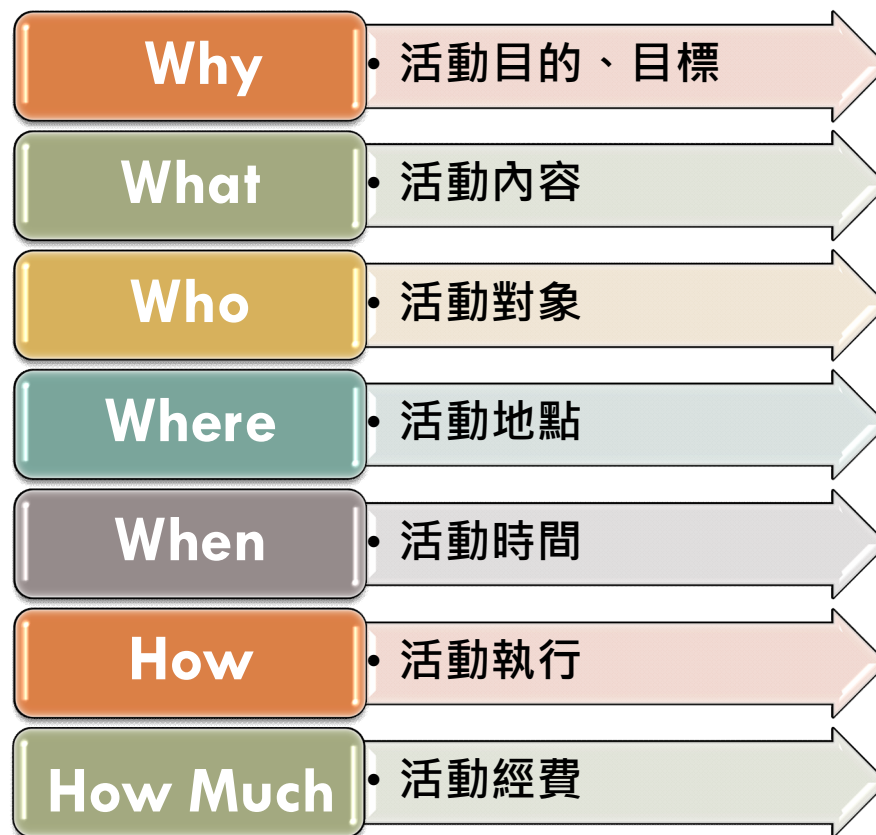 Why
• 活動目的、目標
What
• 活動內容
Who
• 活動對象
Where
• 活動地點
When
• 活動時間
How
• 活動執行
How Much
• 活動經費